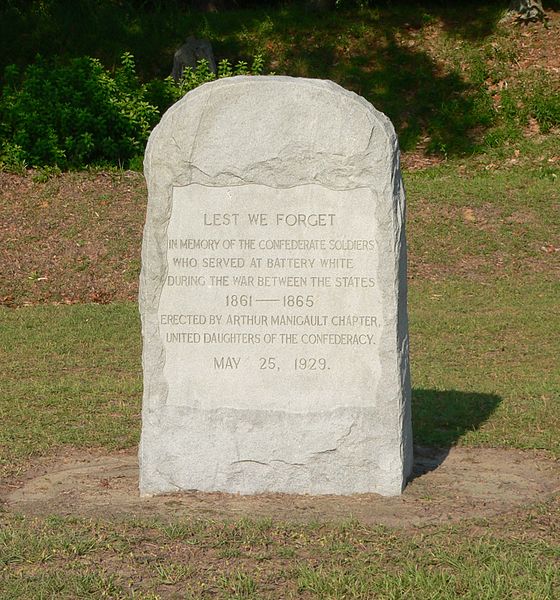 LEST WE FORGET
IN MEMORY OF THE CONFEDERATE SOLDIERS
WHO SERVED AT BATTERY WHITE
DURING THE WAR BETWEEN THE STATES
1861—1865
ERECTED BY ARTHUR MANIGAULT CHAPTER,
UNITED DAUGHTERS OF THE CONFEDERACY.
MAY 25, 1929.